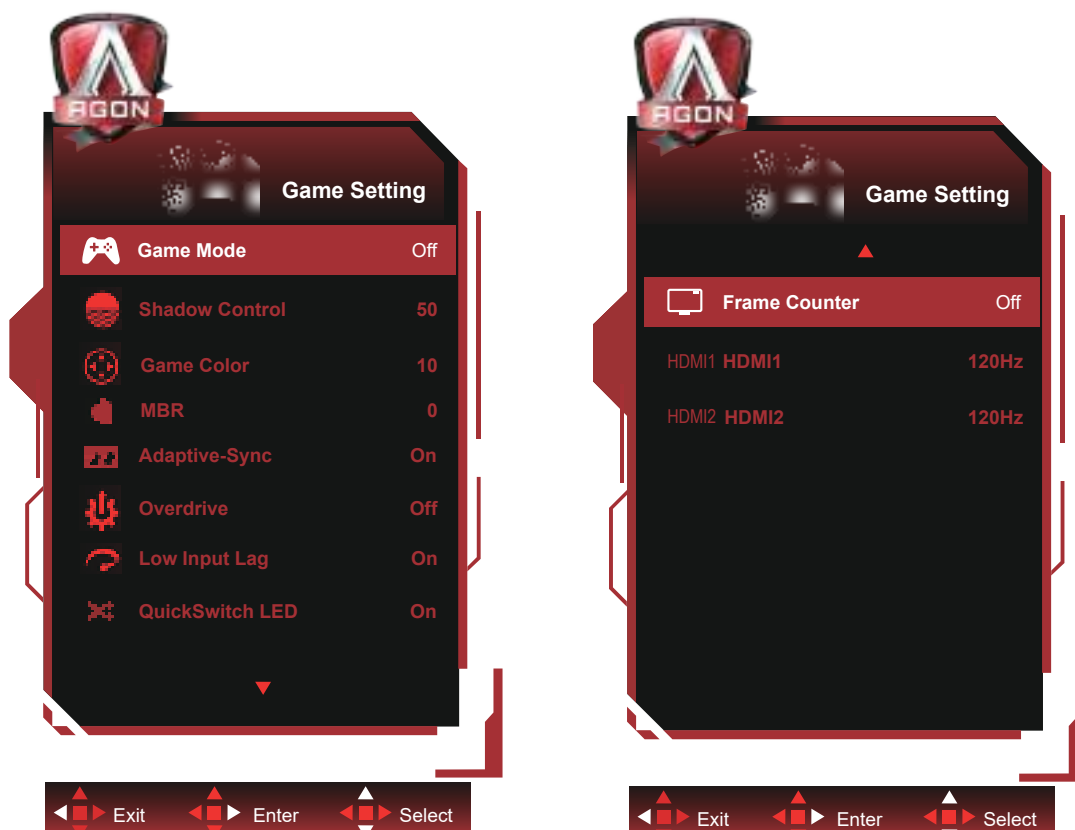 AGON
Game Setting
Game Mode Off
Shadow Control 50
Game Color 10
MBR 0
Adaptive-Sync On
Overdrive Off
Low Input Lag On
QuickSwitch LED On
Exit Enter Select
AGON
Game Setting
Frame Counter Off
HDMI1 HDMI1 120Hz
HDMI2 HDMI2 120Hz
Exit Enter Select